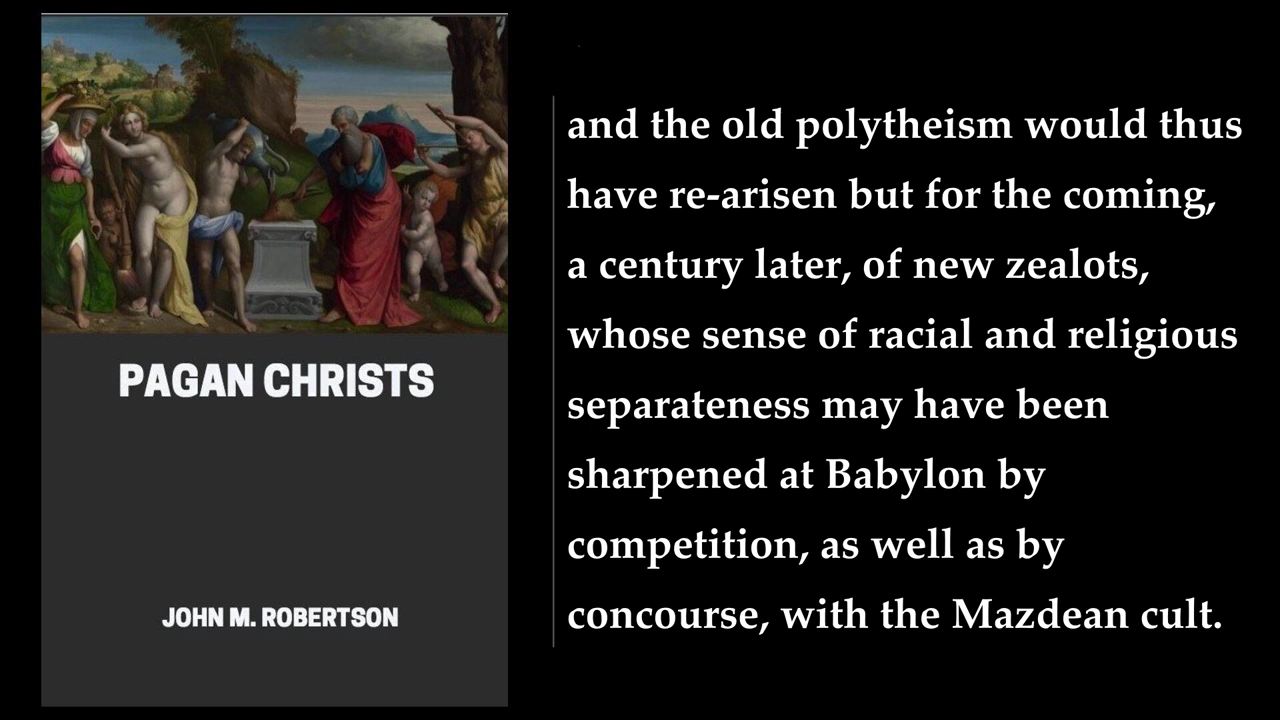 PAGAN CHRISTS
JOHN M. ROBERTSON
and the old polytheism would thus
have re-arisen but for the coming,
a century later, of new zealots,
whose sense of racial and religious
separateness may have been
sharpened at Babylon by
competition, as well as by
concourse, with the Mazdean cult.